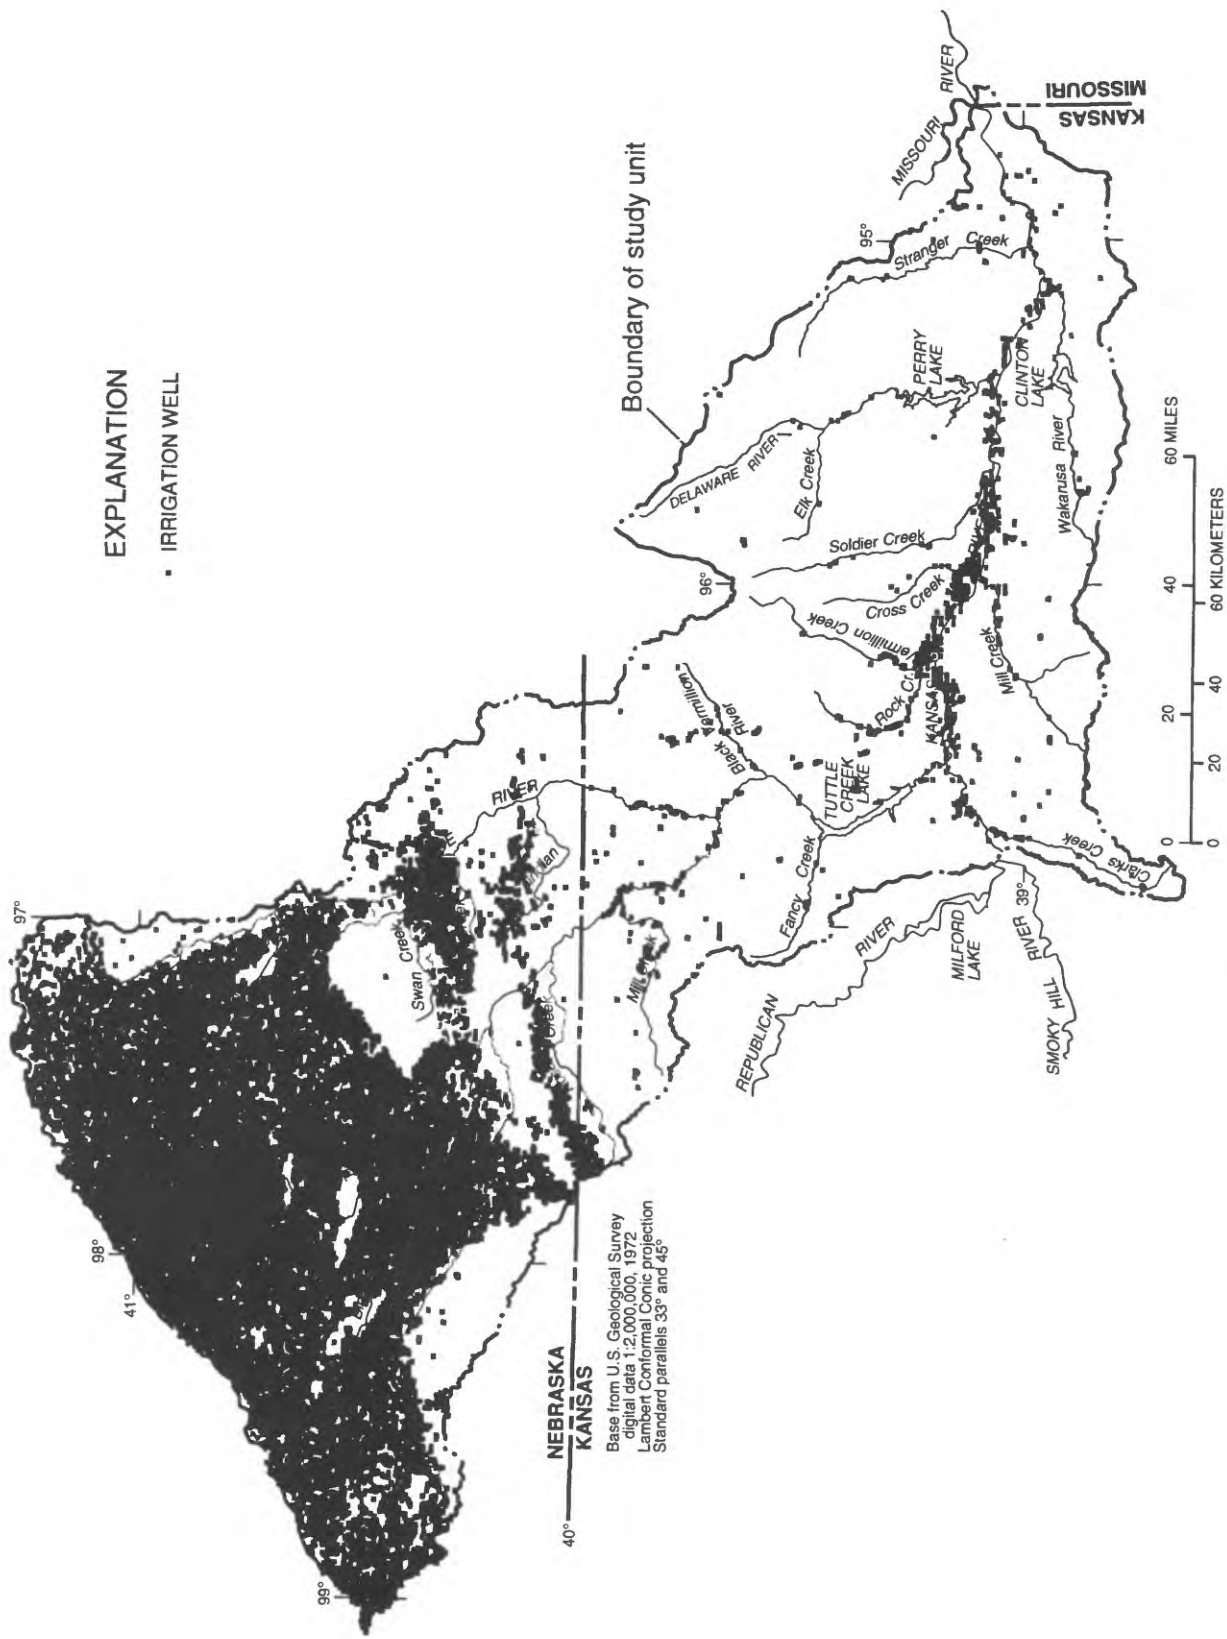 EXPLANATION
IRRIGATION WELL
Boundary of study unit
97°
98°
41°
99°
40°
NEBRASKA
KANSAS
Base from U.S. Geological Survey
digital data 1:2,000,000, 1972
Lambert Conformal Conic projection
Standard parallels 33° and 45°
Swan Creek
RIVER
Creek
Mill Creek
96°
95°
Black Vermillion
River
DELAWARE RIVER
Elk Creek
Soldier Creek
Cross Creek
Vermillion Creek
Rock Cr.
KANSAS
Mill Creek
TUTTLE
CREEK
LAKE
Fancy Creek
REPUBLICAN RIVER
MILFORD
LAKE
SMOKY HILL RIVER
39°
Clarks Creek
PERRY
LAKE
CLINTON
LAKE
Wakarusa River
Stranger Creek
MISSOURI
RIVER
KANSAS
MISSOURI
0 20 40 60 MILES
0 20 40 60 KILOMETERS